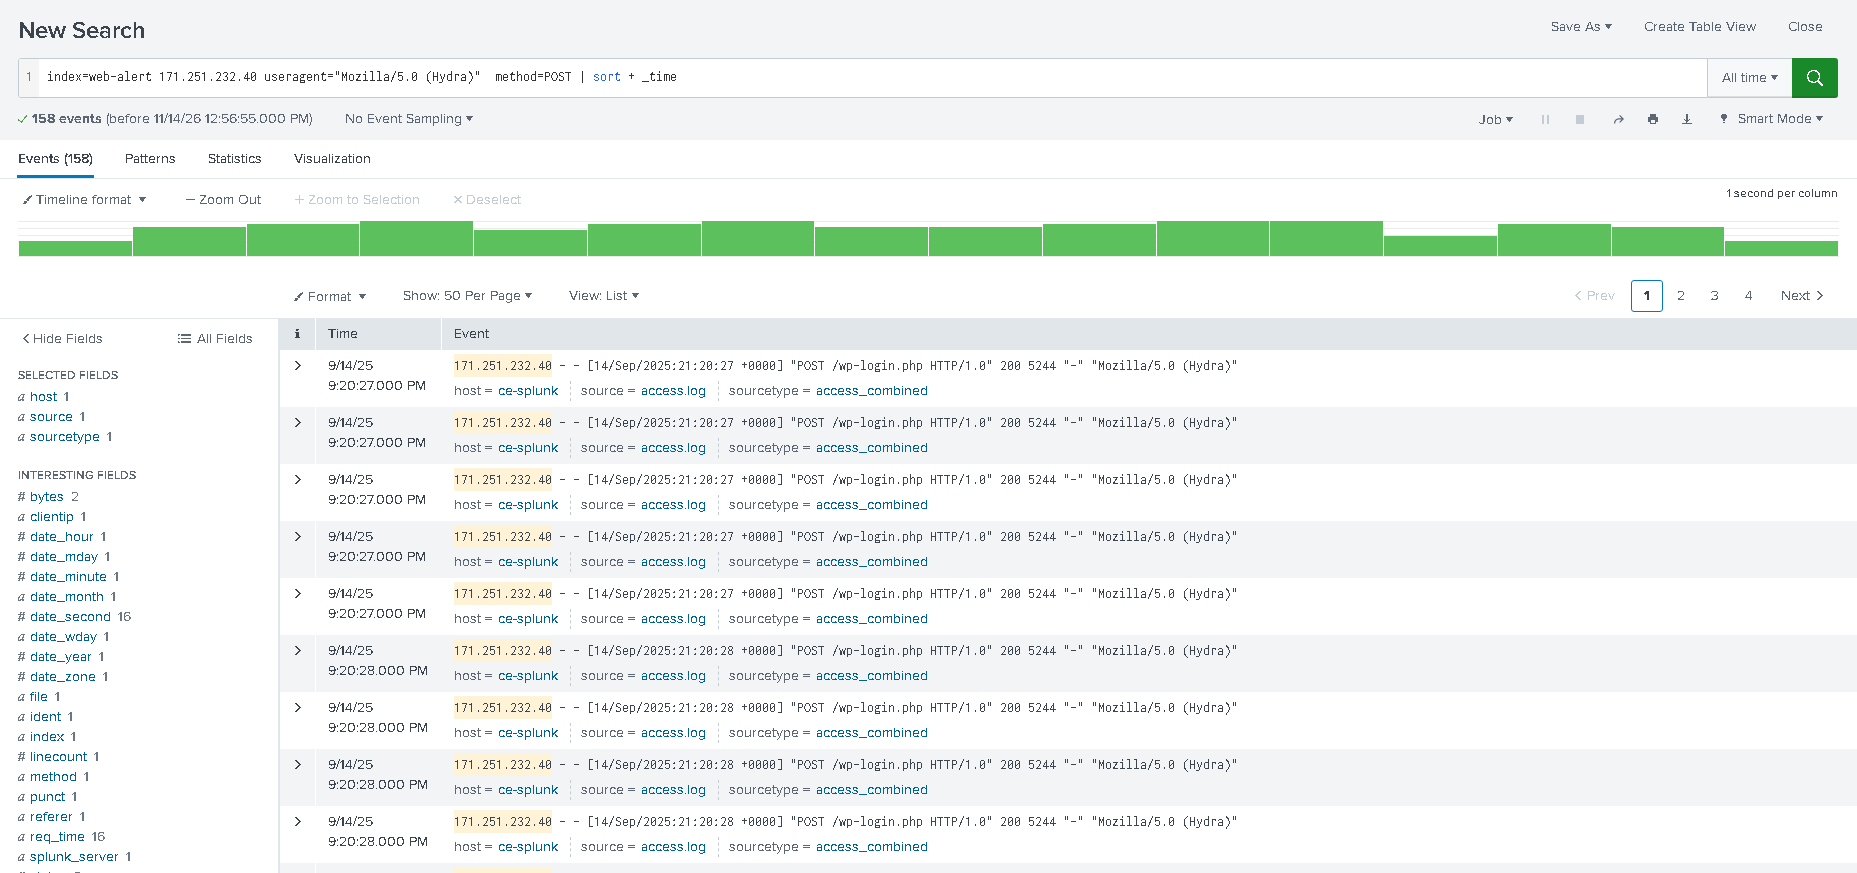 New Search
Save As ▾ Create Table View Close
1 index=web-alert 171.251.232.40 useragent="Mozilla/5.0 (Hydra)"  method=POST | sort + _time
All time ▾
✓ 158 events (before 11/14/26 12:56:55.000 PM) No Event Sampling ▾
Job ▾ Smart Mode ▾
Events (158) Patterns Statistics Visualization
Timeline format ▾ — Zoom Out + Zoom to Selection × Deselect
1 second per column
Format ▾ Show: 50 Per Page ▾ View: List ▾
< Prev 1 2 3 4 Next >
< Hide Fields All Fields
i Time Event
SELECTED FIELDS
a host 1
a source 1
a sourcetype 1
INTERESTING FIELDS
# bytes 2
a clientip 1
# date_hour 1
# date_mday 1
# date_minute 1
a date_month 1
# date_second 16
a date_wday 1
# date_year 1
# date_zone 1
a file 1
a ident 1
a index 1
# linecount 1
a method 1
a punct 1
a referer 1
a req_time 16
a splunk_server 1
> 9/14/25 171.251.232.40 - - [14/Sep/2025:21:20:27 +0000] "POST /wp-login.php HTTP/1.0" 200 5244 "-" "Mozilla/5.0 (Hydra)"
9:20:27.000 PM host = ce-splunk source = access.log sourcetype = access_combined
> 9/14/25 171.251.232.40 - - [14/Sep/2025:21:20:27 +0000] "POST /wp-login.php HTTP/1.0" 200 5244 "-" "Mozilla/5.0 (Hydra)"
9:20:27.000 PM host = ce-splunk source = access.log sourcetype = access_combined
> 9/14/25 171.251.232.40 - - [14/Sep/2025:21:20:27 +0000] "POST /wp-login.php HTTP/1.0" 200 5244 "-" "Mozilla/5.0 (Hydra)"
9:20:27.000 PM host = ce-splunk source = access.log sourcetype = access_combined
> 9/14/25 171.251.232.40 - - [14/Sep/2025:21:20:27 +0000] "POST /wp-login.php HTTP/1.0" 200 5244 "-" "Mozilla/5.0 (Hydra)"
9:20:27.000 PM host = ce-splunk source = access.log sourcetype = access_combined
> 9/14/25 171.251.232.40 - - [14/Sep/2025:21:20:27 +0000] "POST /wp-login.php HTTP/1.0" 200 5244 "-" "Mozilla/5.0 (Hydra)"
9:20:27.000 PM host = ce-splunk source = access.log sourcetype = access_combined
> 9/14/25 171.251.232.40 - - [14/Sep/2025:21:20:28 +0000] "POST /wp-login.php HTTP/1.0" 200 5244 "-" "Mozilla/5.0 (Hydra)"
9:20:28.000 PM host = ce-splunk source = access.log sourcetype = access_combined
> 9/14/25 171.251.232.40 - - [14/Sep/2025:21:20:28 +0000] "POST /wp-login.php HTTP/1.0" 200 5244 "-" "Mozilla/5.0 (Hydra)"
9:20:28.000 PM host = ce-splunk source = access.log sourcetype = access_combined
> 9/14/25 171.251.232.40 - - [14/Sep/2025:21:20:28 +0000] "POST /wp-login.php HTTP/1.0" 200 5244 "-" "Mozilla/5.0 (Hydra)"
9:20:28.000 PM host = ce-splunk source = access.log sourcetype = access_combined
> 9/14/25 171.251.232.40 - - [14/Sep/2025:21:20:28 +0000] "POST /wp-login.php HTTP/1.0" 200 5244 "-" "Mozilla/5.0 (Hydra)"
9:20:28.000 PM host = ce-splunk source = access.log sourcetype = access_combined